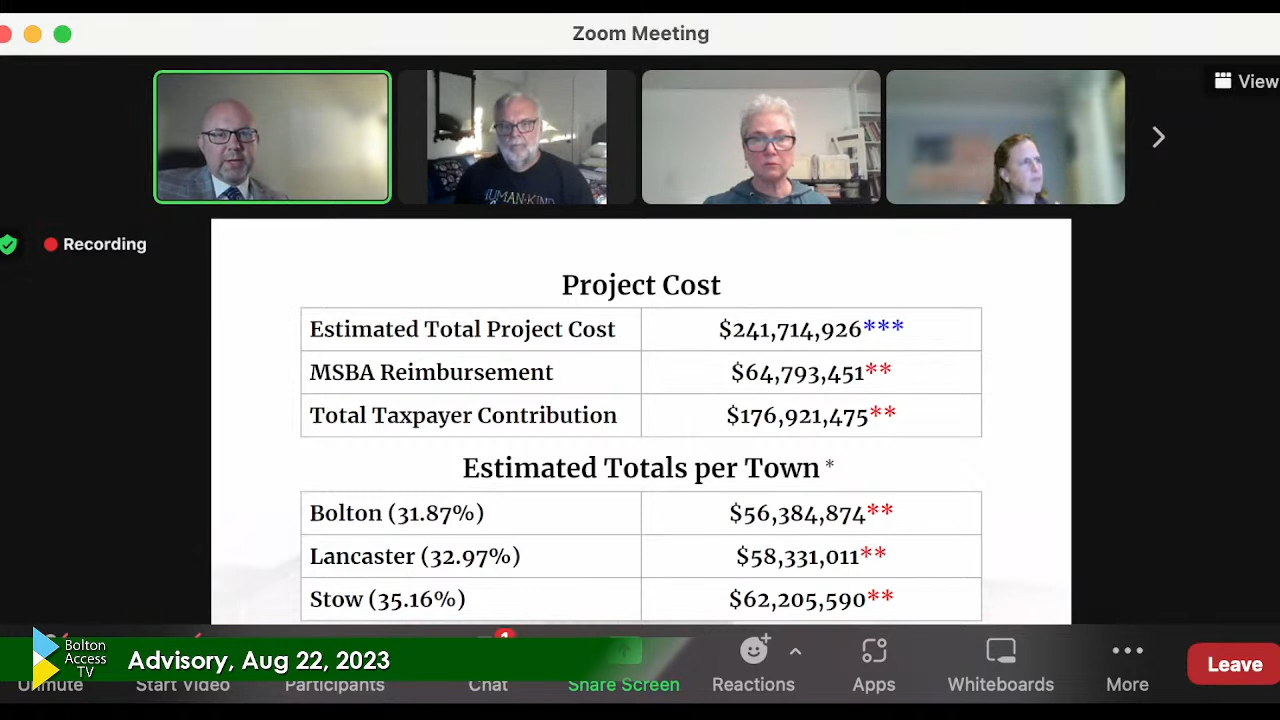 Zoom Meeting
View
HUMAN-KIND
Recording
Project Cost
Estimated Total Project Cost $241,714,926***
MSBA Reimbursement $64,793,451**
Total Taxpayer Contribution $176,921,475**
Estimated Totals per Town *
Bolton (31.87%) $56,384,874**
Lancaster (32.97%) $58,331,011**
Stow (35.16%) $62,205,590**
Bolton
Access
TV
Advisory, Aug 22, 2023
Unmute Start Video Participants Chat Share Screen Reactions Apps Whiteboards More Leave